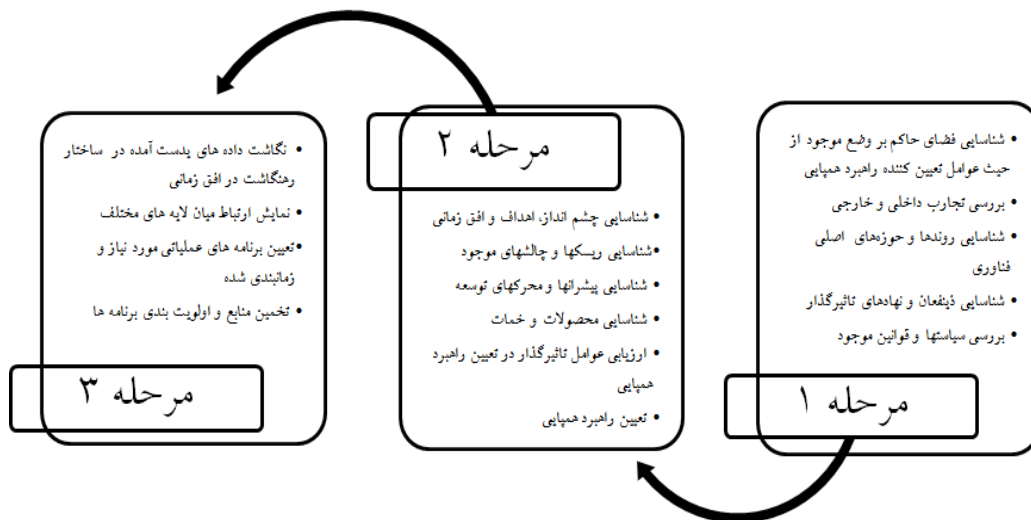 • شناسایی فضای حاکم بر وضع موجود از
حیث عوامل تعیین کننده راهبرد همپایی
• بررسی تجارب داخلی و خارجی
• شناسایی روندها و حوزه‌های اصلی
فناوری
• شناسایی ذینفعان و نهادهای تاثیرگذار
• بررسی سیاستها و قوانین موجود
مرحله ۱
مرحله ۲
• شناسایی چشم انداز، اهداف و افق زمانی
• شناسایی ریسکها و چالشهای موجود
• شناسایی پیشرانها و محرکهای توسعه
• شناسایی محصولات و خمات
• ارزیابی عوامل تاثیرگذار در تعیین راهبرد
همپایی
• تعیین راهبرد همپایی
• نگاشت داده های بدست آمده در ساختار
رهنگاشت در افق زمانی
• نمایش ارتباط میان لایه های مختلف
• تعیین برنامه های عملیاتی مورد نیاز و
زمانبندی شده
• تخمین منابع و اولویت بندی برنامه ها
مرحله ۳